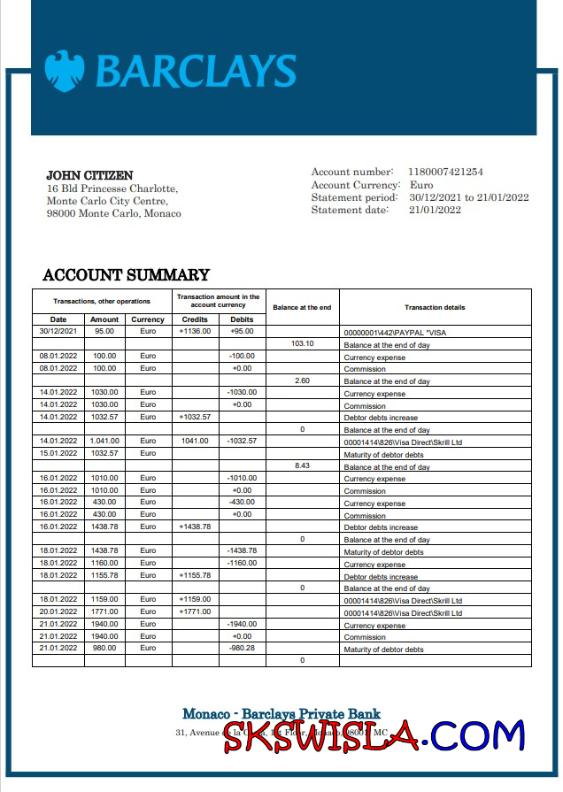 BARCLAYS
JOHN CITIZEN
16 Bld Princesse Charlotte,
Monte Carlo City Centre,
98000 Monte Carlo, Monaco
Account number: 1180007421254
Account Currency: Euro
Statement period: 30/12/2021 to 21/01/2022
Statement date: 21/01/2022
ACCOUNT SUMMARY
Transactions, other operations Transaction amount in the account currency Balance at the end Transaction details
Date Amount Currency Credits Debits
30/12/2021 95.00 Euro +1136.00 +95.00 00000001\442\PAYPAL *VISA
103.10 Balance at the end of day
08.01.2022 100.00 Euro -100.00 Currency expense
08.01.2022 100.00 Euro +0.00 Commission
2.60 Balance at the end of day
14.01.2022 1030.00 Euro -1030.00 Currency expense
14.01.2022 1030.00 Euro +0.00 Commission
14.01.2022 1032.57 Euro +1032.57 Debtor debts increase
0 Balance at the end of day
14.01.2022 1.041.00 Euro 1041.00 -1032.57 00001414\826\Visa Direct\Skrill Ltd
15.01.2022 1032.57 Euro Maturity of debtor debts
8.43 Balance at the end of day
16.01.2022 1010.00 Euro -1010.00 Currency expense
16.01.2022 1010.00 Euro +0.00 Commission
16.01.2022 430.00 Euro -430.00 Currency expense
16.01.2022 430.00 Euro +0.00 Commission
16.01.2022 1438.78 Euro +1438.78 Debtor debts increase
0 Balance at the end of day
18.01.2022 1438.78 Euro -1438.78 Maturity of debtor debts
18.01.2022 1160.00 Euro -1160.00 Currency expense
18.01.2022 1155.78 Euro +1155.78 Debtor debts increase
0 Balance at the end of day
18.01.2022 1159.00 Euro +1159.00 00001414\826\Visa Direct\Skrill Ltd
20.01.2022 1771.00 Euro +1771.00 00001414\826\Visa Direct\Skrill Ltd
21.01.2022 1940.00 Euro -1940.00 Currency expense
21.01.2022 1940.00 Euro +0.00 Commission
21.01.2022 980.00 Euro -980.28 Maturity of debtor debts
0
Monaco - Barclays Private Bank
31, Avenue MC
SKSWISLA.COM